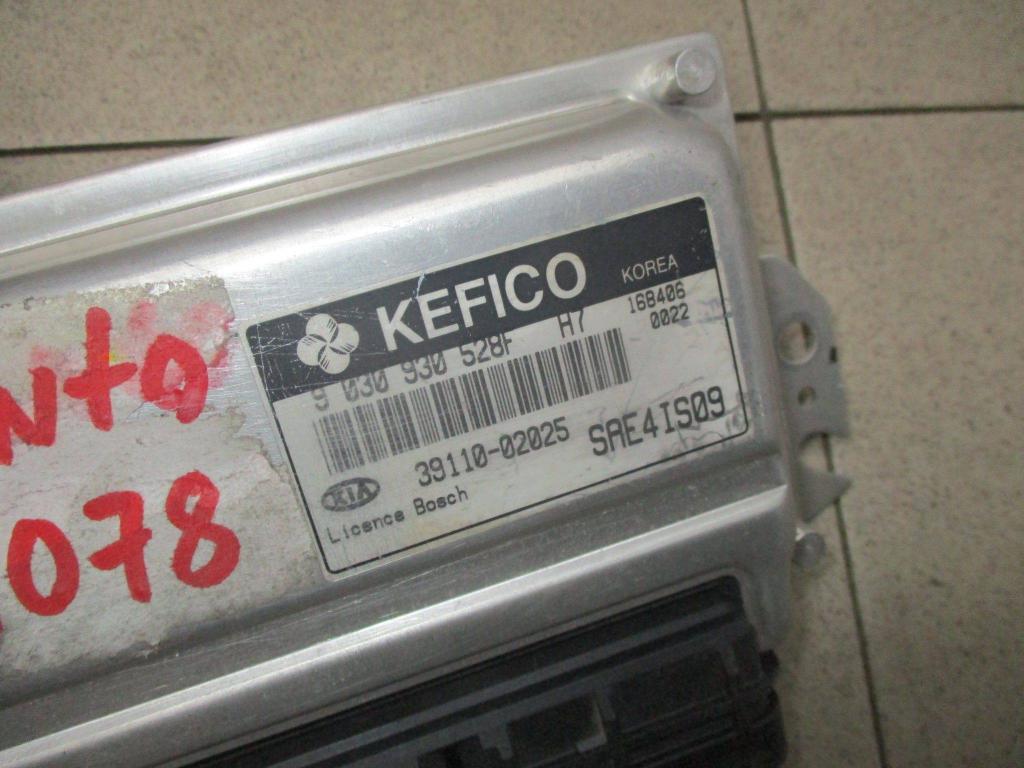 KEFICO KOREA
9 030 930 528F H7 168406
0022
39110-02025 SAE4IS09
KIA
Licence Bosch
nto
078